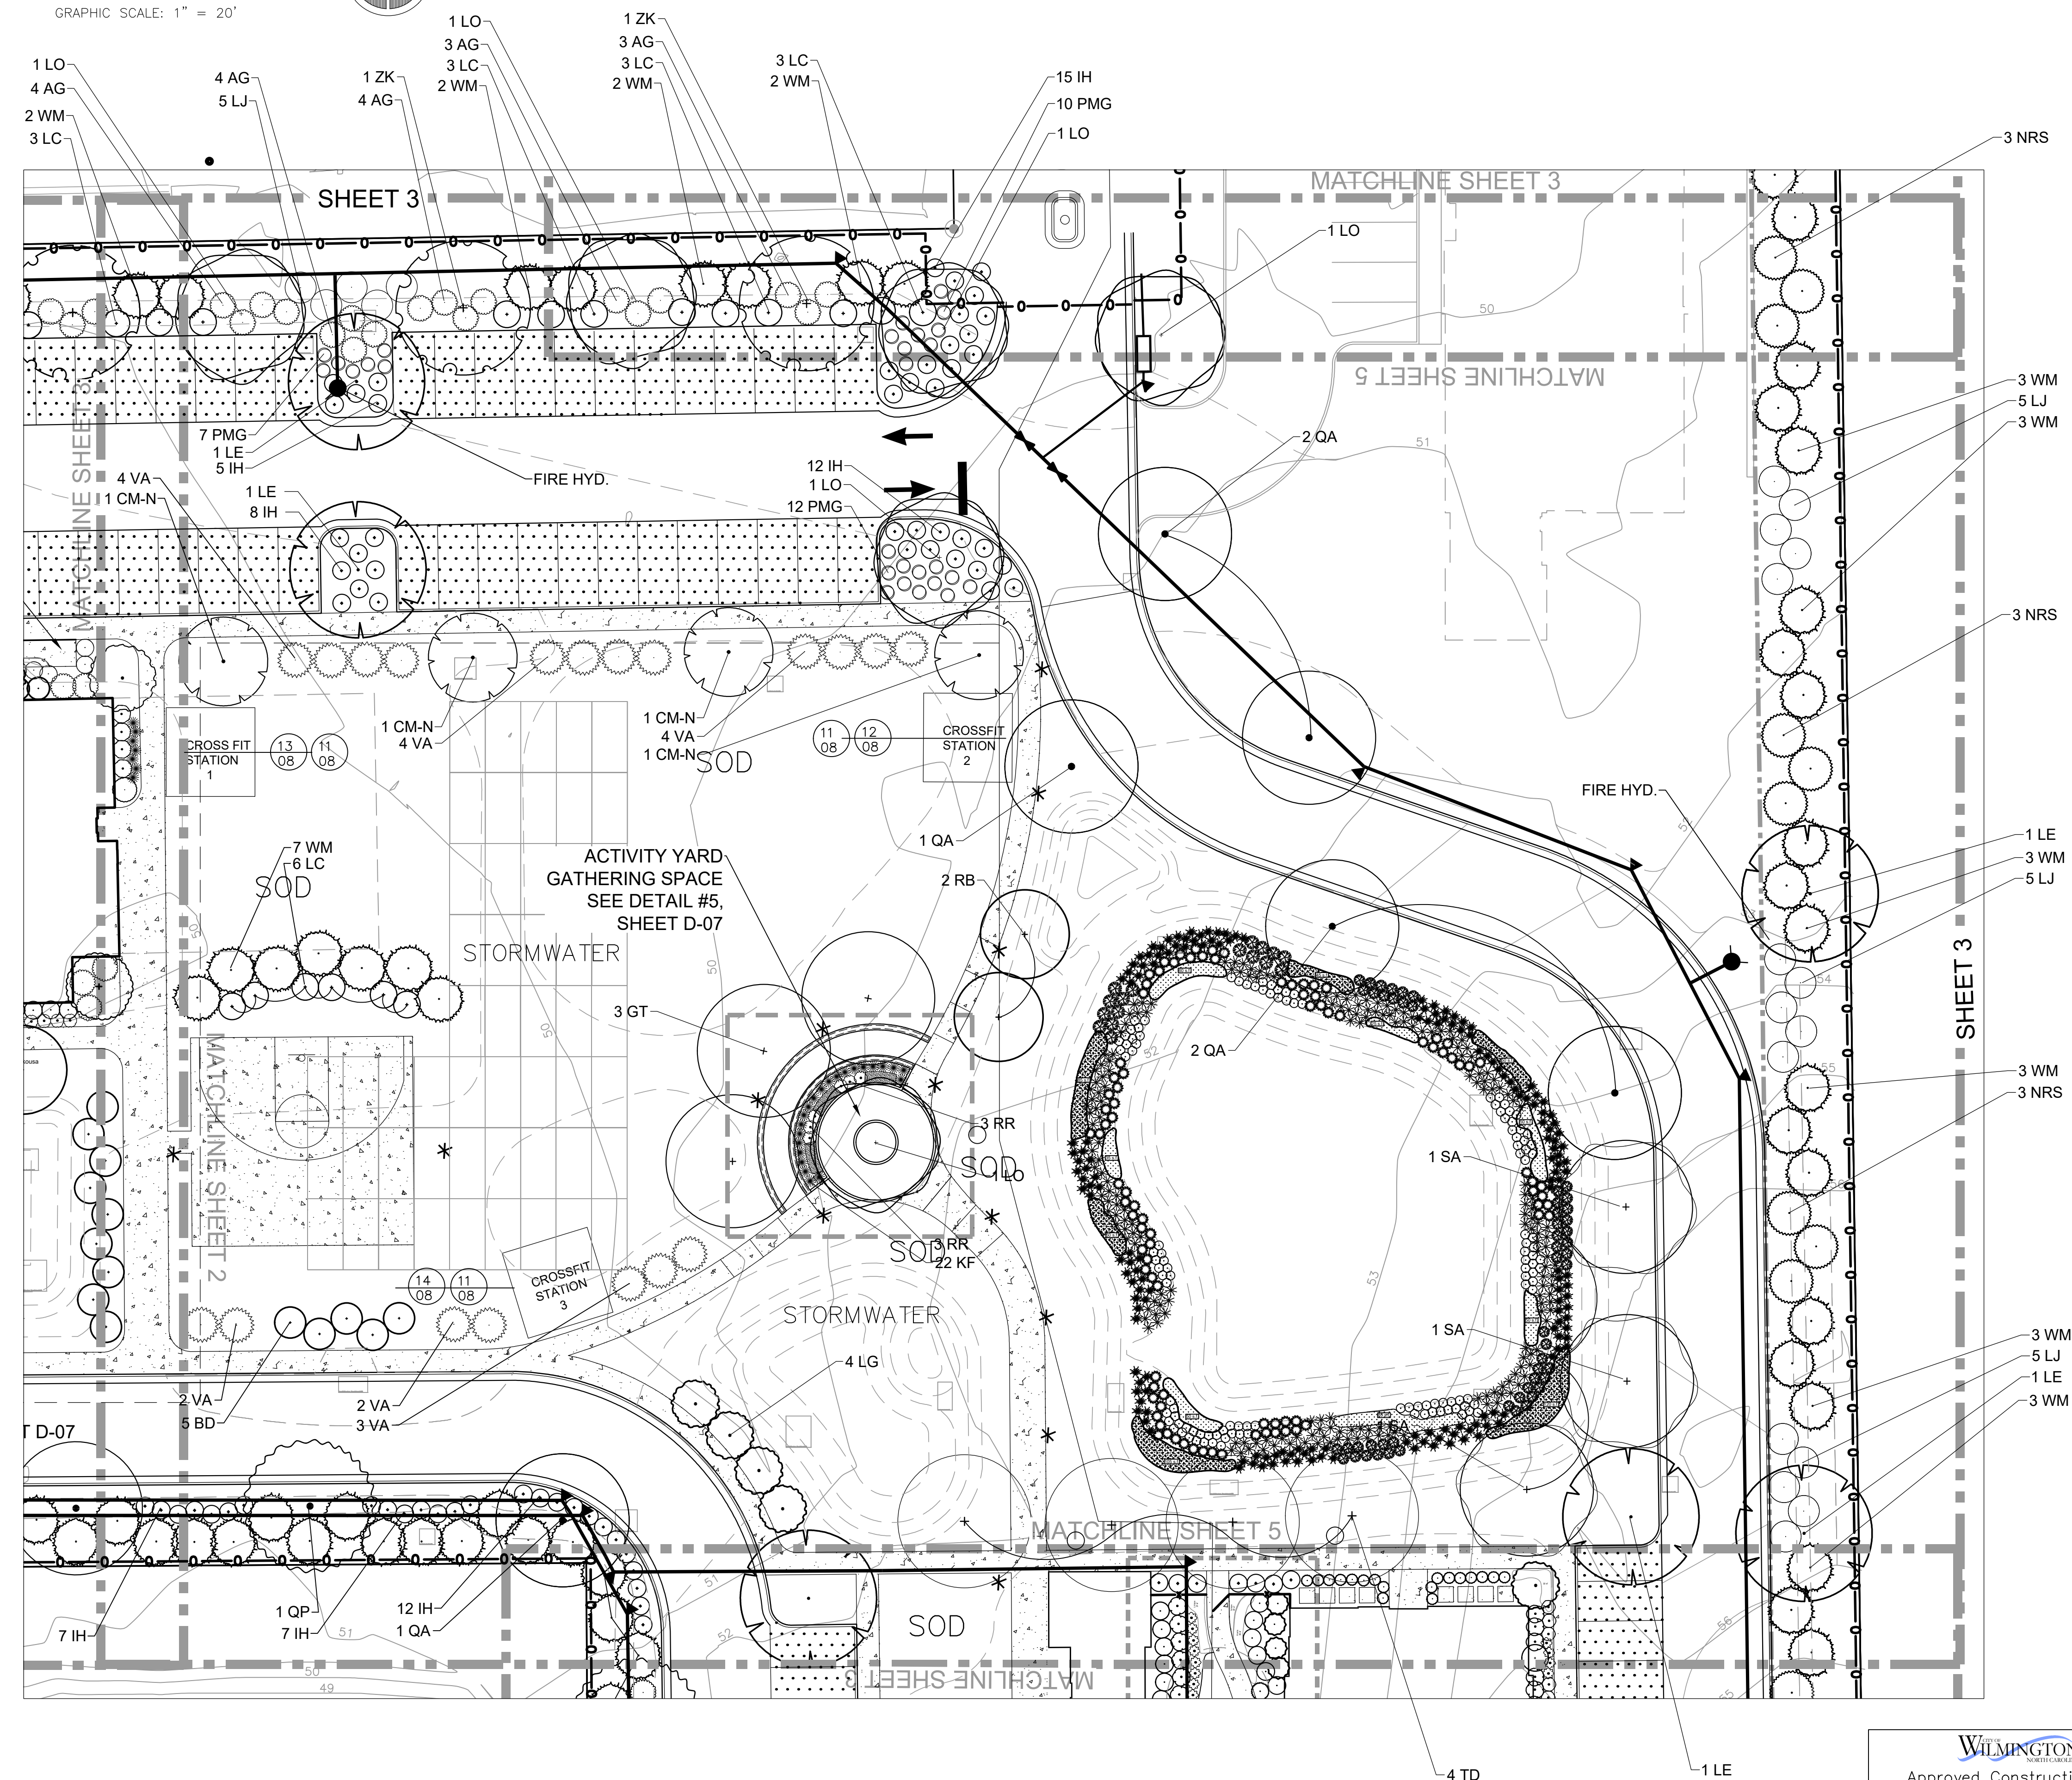 GRAPHIC SCALE: 1" = 20'
1 LO
4 AG
2 WM
3 LC
4 AG
5 LJ
1 ZK
4 AG
1 LO
3 AG
3 LC
2 WM
1 ZK
3 AG
3 LC
2 WM
3 LC
2 WM
15 IH
10 PMG
1 LO
3 NRS
SHEET 3
MATCHLINE SHEET 3
1 LO
50
MATCHLINE SHEET 5
MATCHLINE SHEET 3
3 WM
5 LJ
3 WM
7 PMG
1 LE
5 IH
FIRE HYD.
2 QA
51
4 VA
1 CM-N
1 LE
8 IH
12 IH
1 LO
12 PMG
3 NRS
1 CM-N
4 VA
1 CM-N
4 VA
1 CM-N
SOD
CROSS FIT
STATION
1
13
08
11
08
11
08
12
08
CROSSFIT
STATION
2
FIRE HYD.
52
1 QA
1 LE
3 WM
5 LJ
7 WM
6 LC
SOD
ACTIVITY YARD
GATHERING SPACE
SEE DETAIL #5,
SHEET D-07
2 RB
STORMWATER
50
50
50
54
SHEET 3
3 GT
52
2 QA
MATCHLINE SHEET 2
55
3 WM
3 NRS
3 RR
SOD
1 LO
1 SA
56
SOD
3 RR
22 KF
53
14
08
11
08
CROSSFIT
STATION
3
STORMWATER
1 SA
3 WM
5 LJ
1 LE
3 WM
4 LG
2 VA
5 BD
2 VA
3 VA
T D-07
MATCHLINE SHEET 5
1 QP
7 IH
7 IH
12 IH
1 QA
51
51
52
50
49
SOD
MATCHLINE SHEET 3
56
55
4 TD
1 LE
CITY OF
WILMINGTON
NORTH CAROLI
Approved Constructi